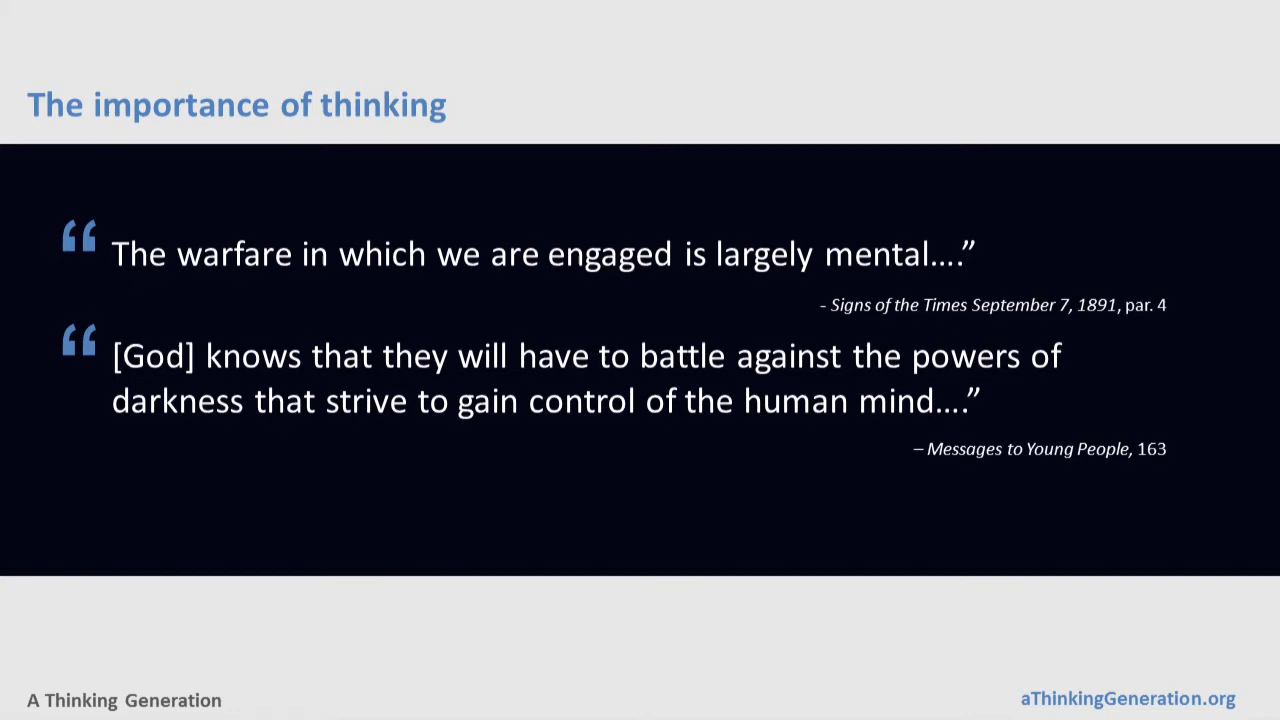 The importance of thinking
“ The warfare in which we are engaged is largely mental….”
- Signs of the Times September 7, 1891, par. 4
“ [God] knows that they will have to battle against the powers of
darkness that strive to gain control of the human mind….”
– Messages to Young People, 163
A Thinking Generation
aThinkingGeneration.org